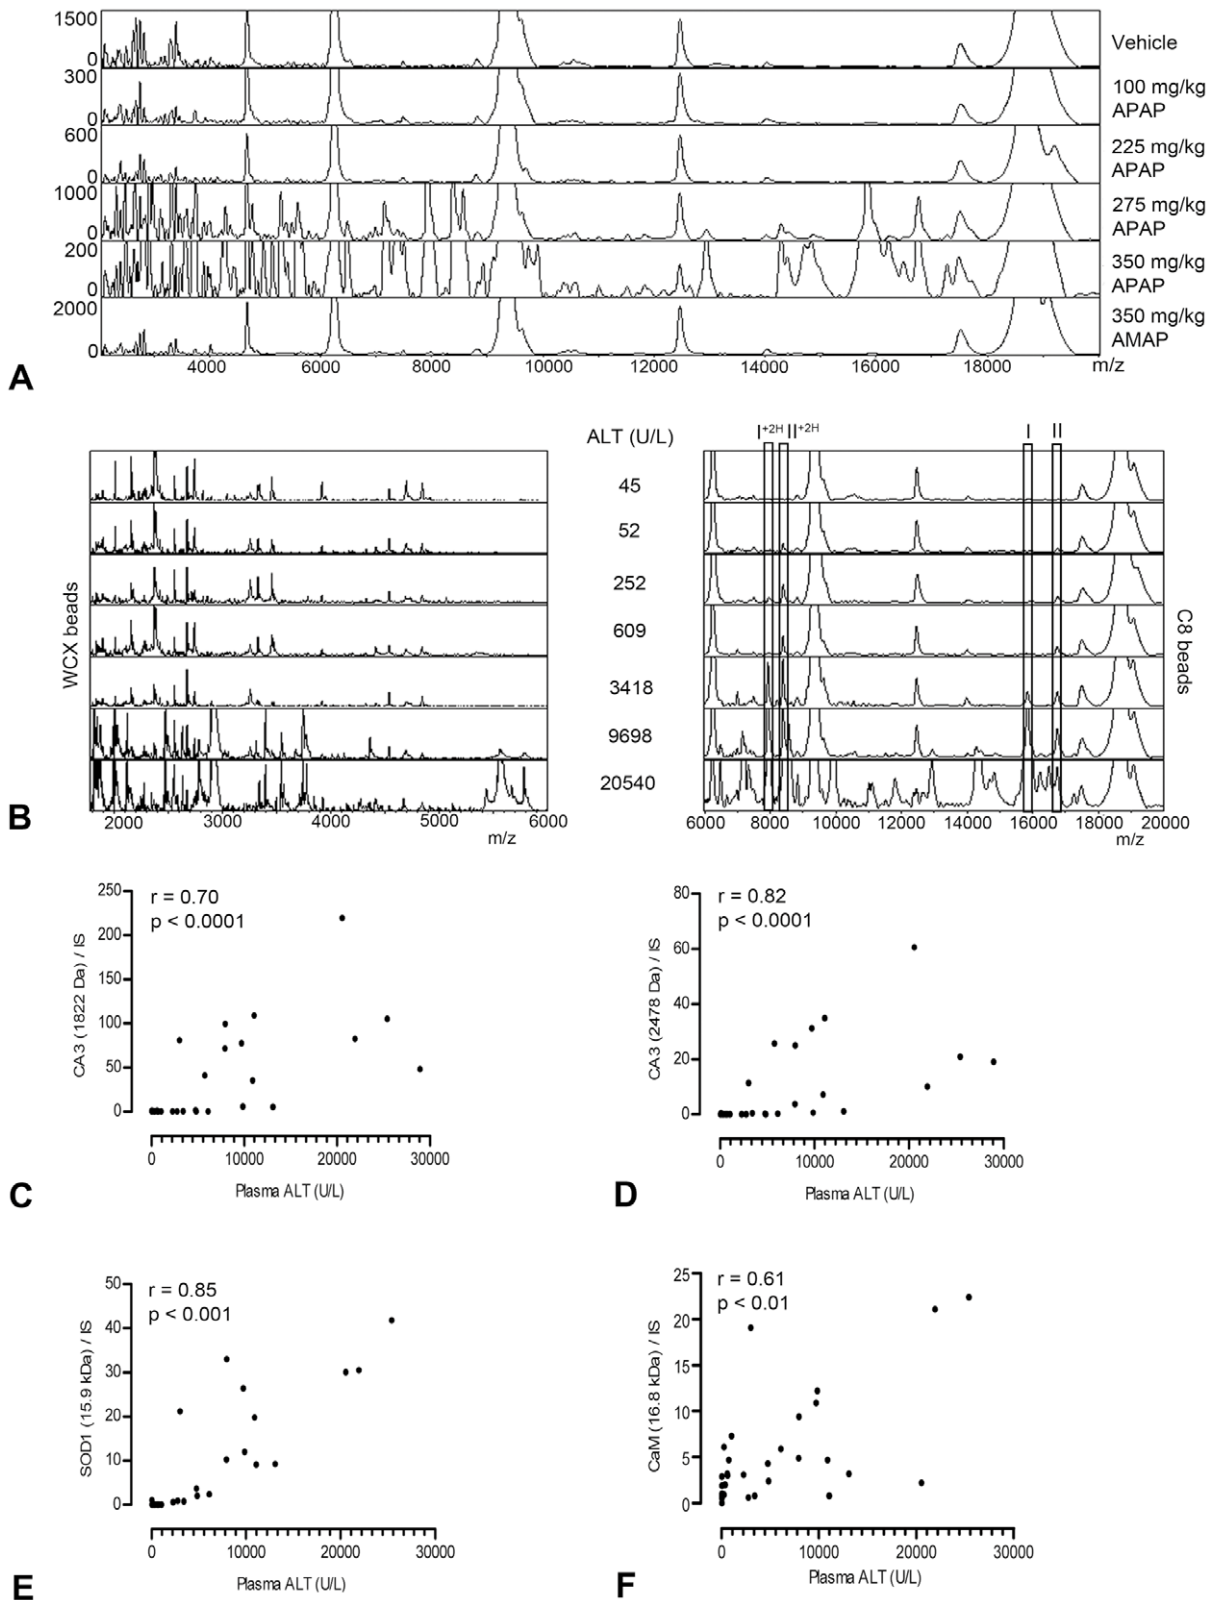 1500
0
Vehicle
300
0
100 mg/kg
APAP
600
0
225 mg/kg
APAP
1000
0
275 mg/kg
APAP
200
0
350 mg/kg
APAP
2000
0
350 mg/kg
AMAP
4000 6000 8000 10000 12000 14000 16000 18000 m/z
A
ALT (U/L)
I+2H II+2H I II
WCX beads
45
52
252
609
3418
9698
20540
C8 beads
2000 3000 4000 5000 6000
m/z
6000 8000 10000 12000 14000 16000 18000 20000
m/z
B
r = 0.70
p < 0.0001
CA3 (1822 Da) / IS
250
200
150
100
50
0
0 10000 20000 30000
Plasma ALT (U/L)
C
r = 0.82
p < 0.0001
CA3 (2478 Da) / IS
80
60
40
20
0
0 10000 20000 30000
Plasma ALT (U/L)
D
r = 0.85
p < 0.001
SOD1 (15.9 kDa) / IS
50
40
30
20
10
0
0 10000 20000 30000
Plasma ALT (U/L)
E
r = 0.61
p < 0.01
CaM (16.8 kDa) / IS
25
20
15
10
5
0
0 10000 20000 30000
Plasma ALT (U/L)
F